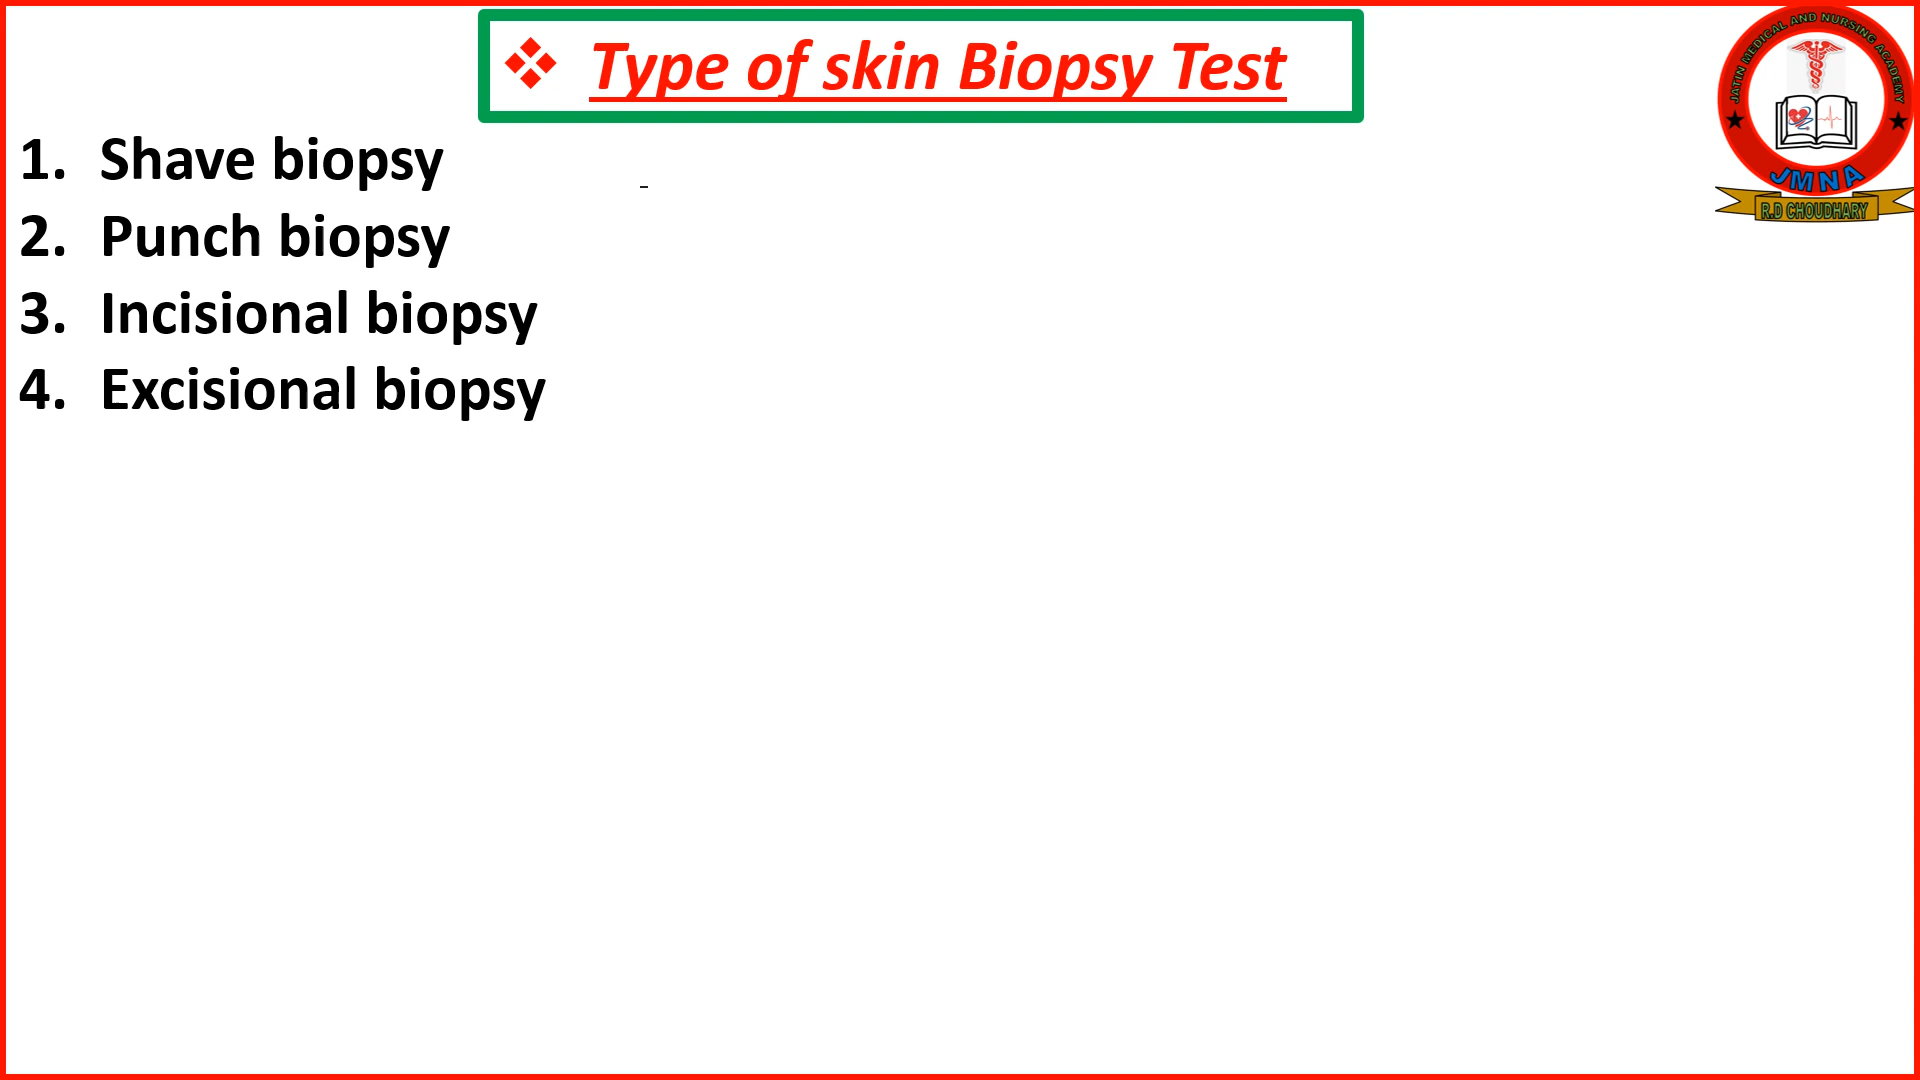 ❖ Type of skin Biopsy Test
JATIN MEDICAL AND NURSING ACADEMY
JMNA
R.D CHOUDHARY
1. Shave biopsy
2. Punch biopsy
3. Incisional biopsy
4. Excisional biopsy